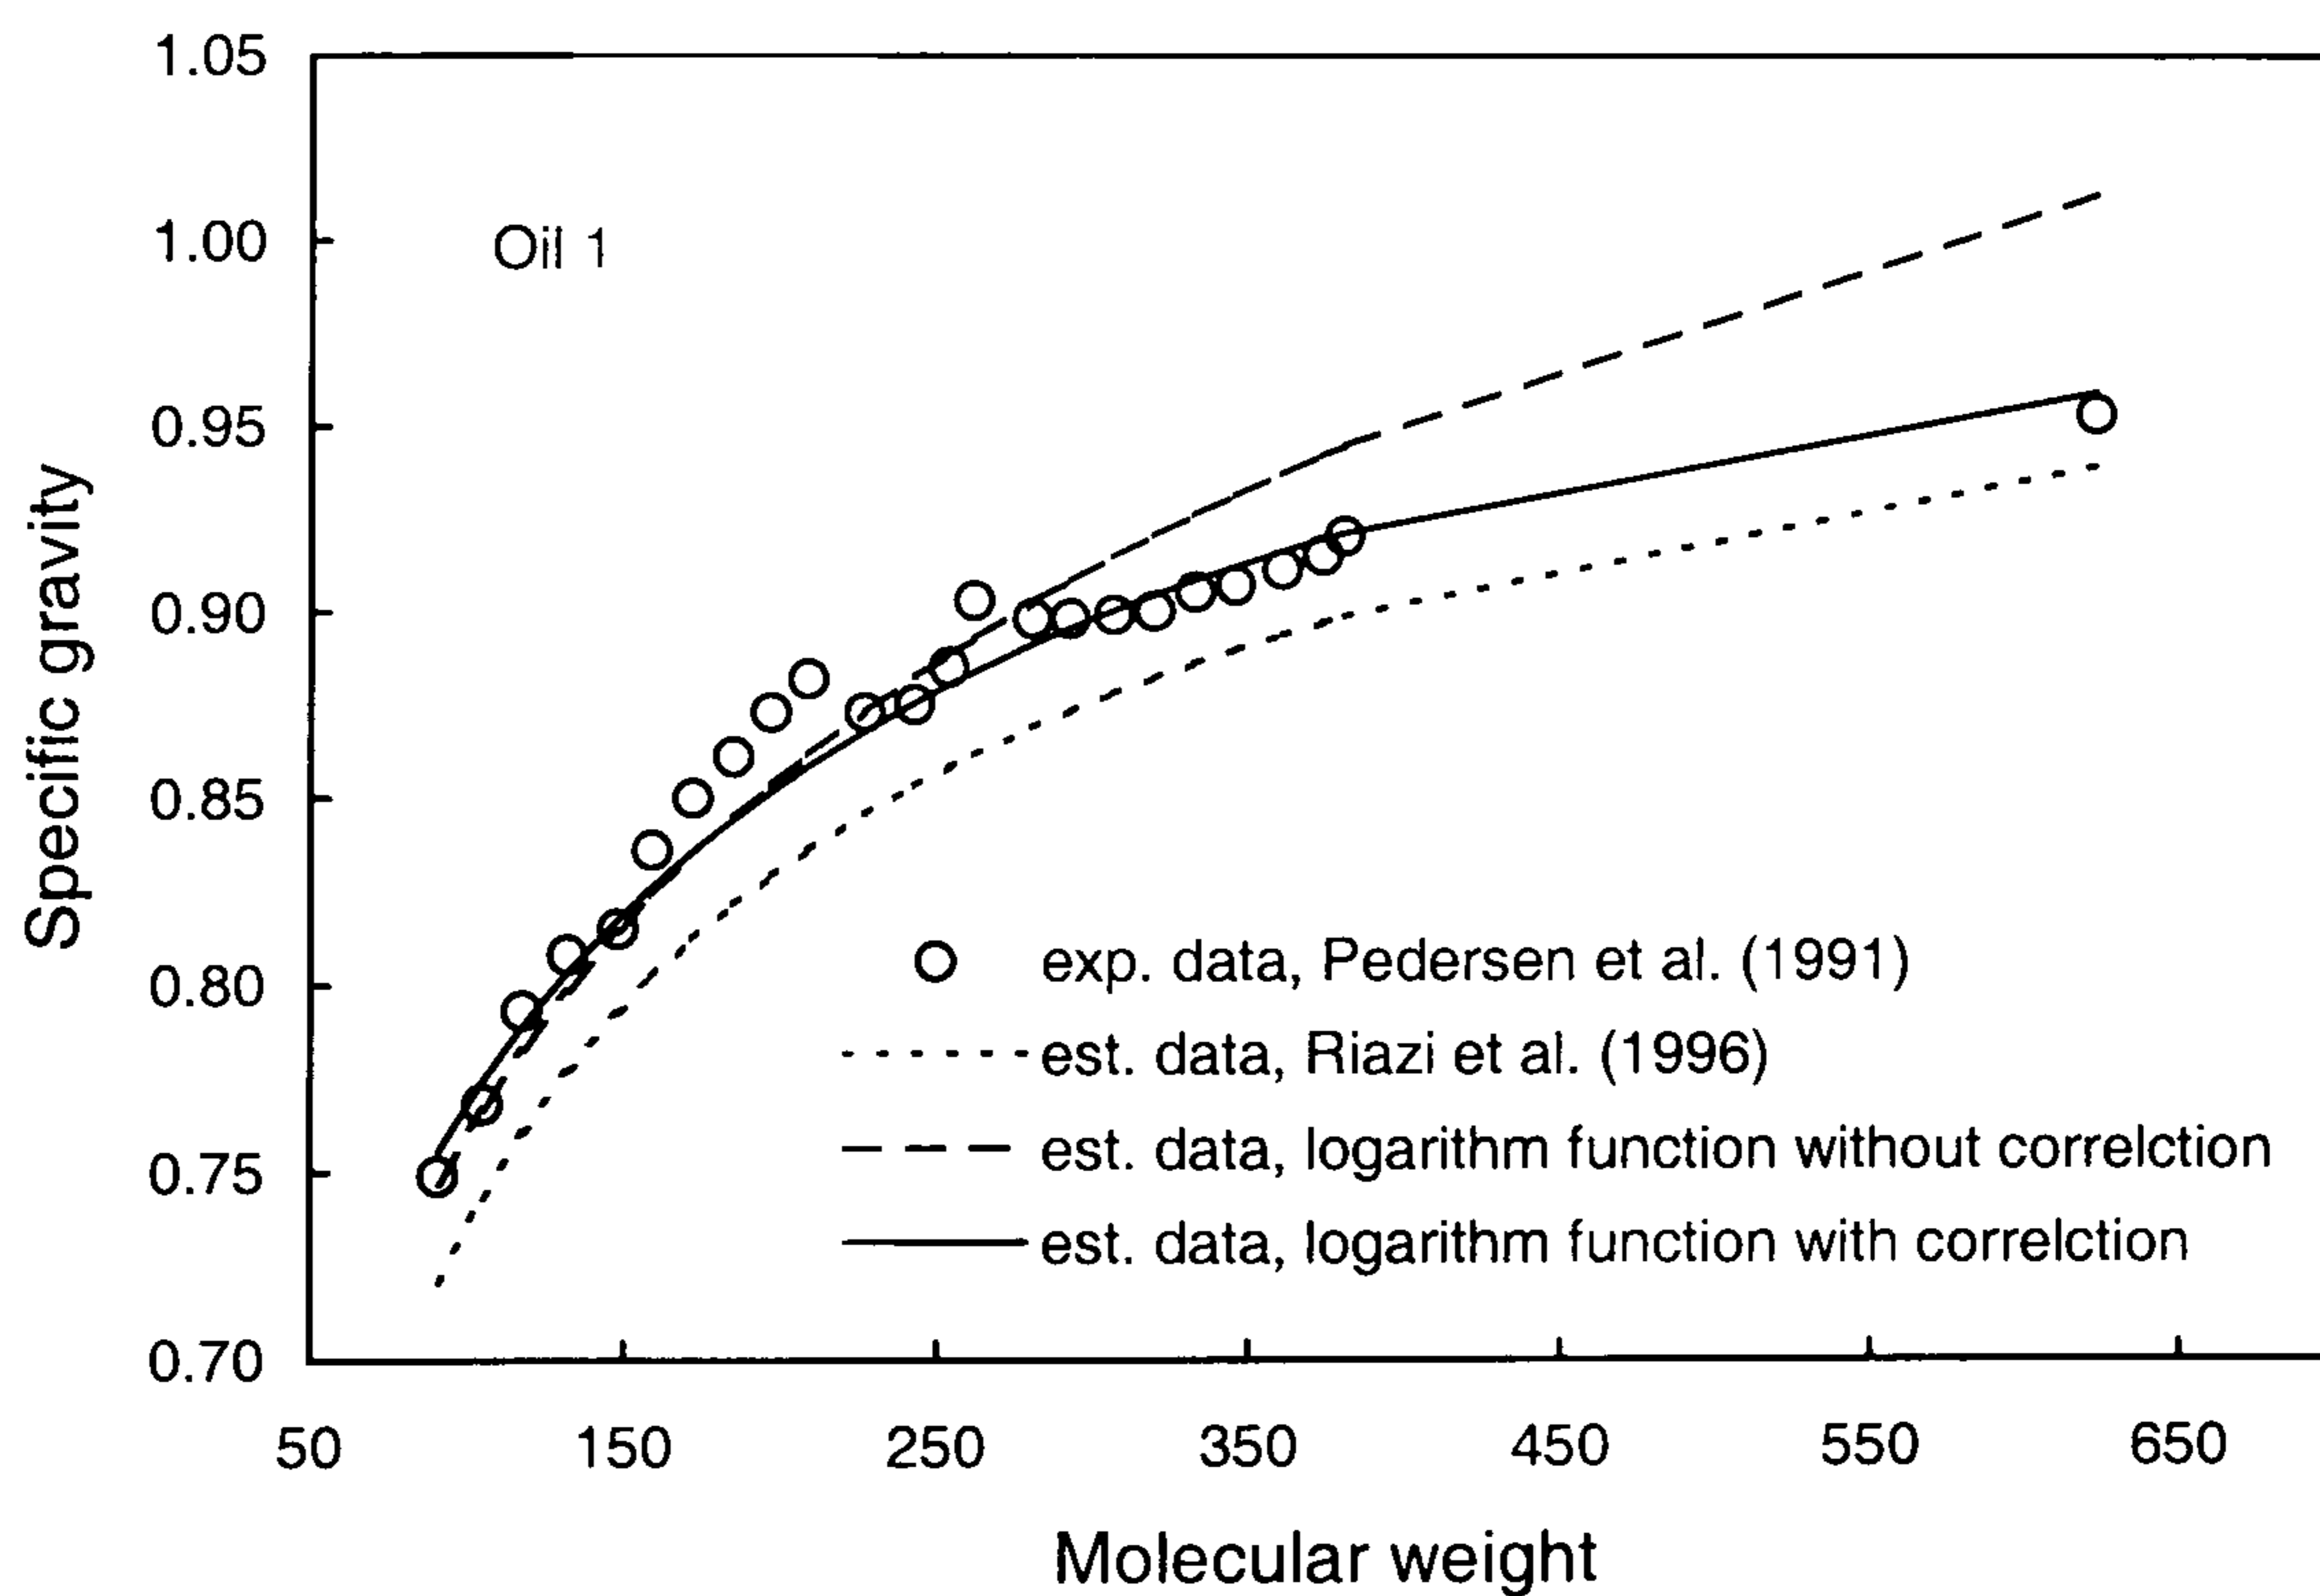 1.05
1.00
0.95
0.90
0.85
0.80
0.75
0.70
Specific gravity
Oil 1
exp. data, Pedersen et al. (1991)
est. data, Riazi et al. (1996)
est. data, logarithm function without correlction
est. data, logarithm function with correlction
50 150 250 350 450 550 650
Molecular weight